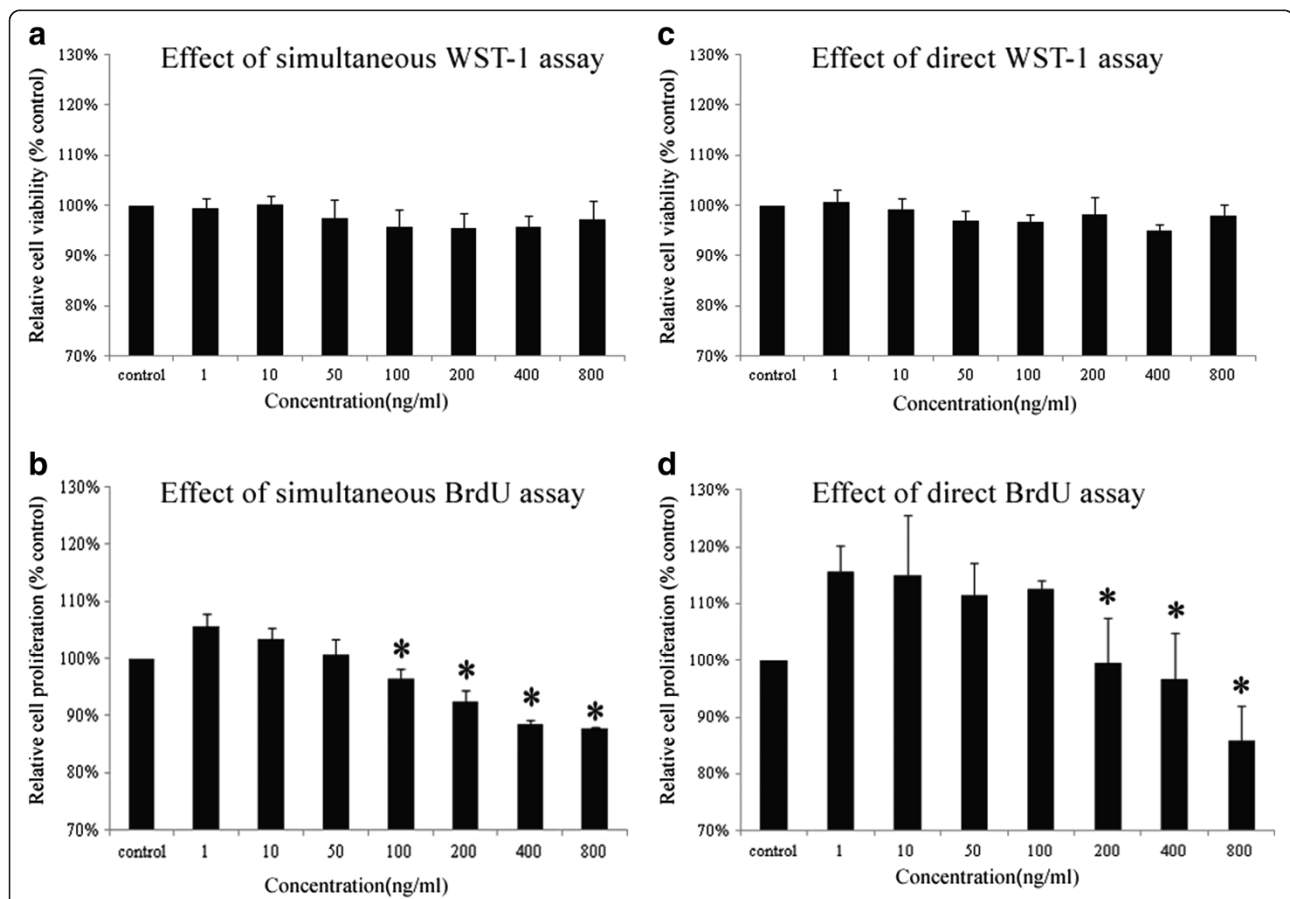 a
Effect of simultaneous WST-1 assay
Relative cell viability (% control)
130%
120%
110%
100%
90%
80%
70%
control 1 10 50 100 200 400 800
Concentration(ng/ml)
c
Effect of direct WST-1 assay
Relative cell viability (% control)
130%
120%
110%
100%
90%
80%
70%
control 1 10 50 100 200 400 800
Concentration(ng/ml)
b
Effect of simultaneous BrdU assay
Relative cell proliferation (% control)
130%
120%
110%
100%
90%
80%
70%
* * * *
control 1 10 50 100 200 400 800
Concentration(ng/ml)
d
Effect of direct BrdU assay
Relative cell proliferation (% control)
130%
120%
110%
100%
90%
80%
70%
* * *
control 1 10 50 100 200 400 800
Concentration(ng/ml)